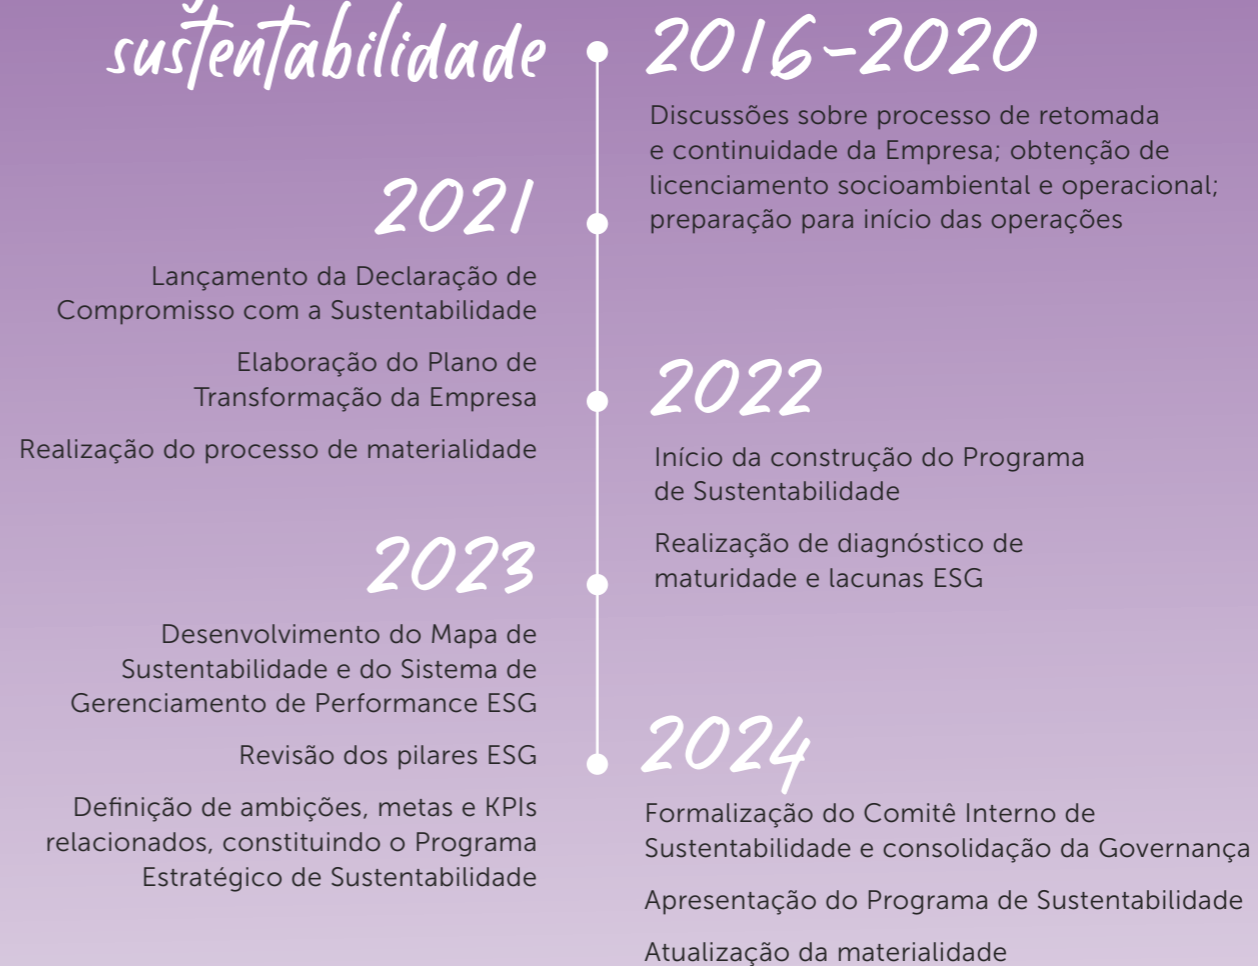 sustentabilidade
2016-2020
Discussões sobre processo de retomada
e continuidade da Empresa; obtenção de
licenciamento socioambiental e operacional;
preparação para início das operações
2021
Lançamento da Declaração de
Compromisso com a Sustentabilidade
Elaboração do Plano de
Transformação da Empresa
Realização do processo de materialidade
2022
Início da construção do Programa
de Sustentabilidade
Realização de diagnóstico de
maturidade e lacunas ESG
2023
Desenvolvimento do Mapa de
Sustentabilidade e do Sistema de
Gerenciamento de Performance ESG
Revisão dos pilares ESG
Definição de ambições, metas e KPIs
relacionados, constituindo o Programa
Estratégico de Sustentabilidade
2024
Formalização do Comitê Interno de
Sustentabilidade e consolidação da Governança
Apresentação do Programa de Sustentabilidade
Atualização da materialidade